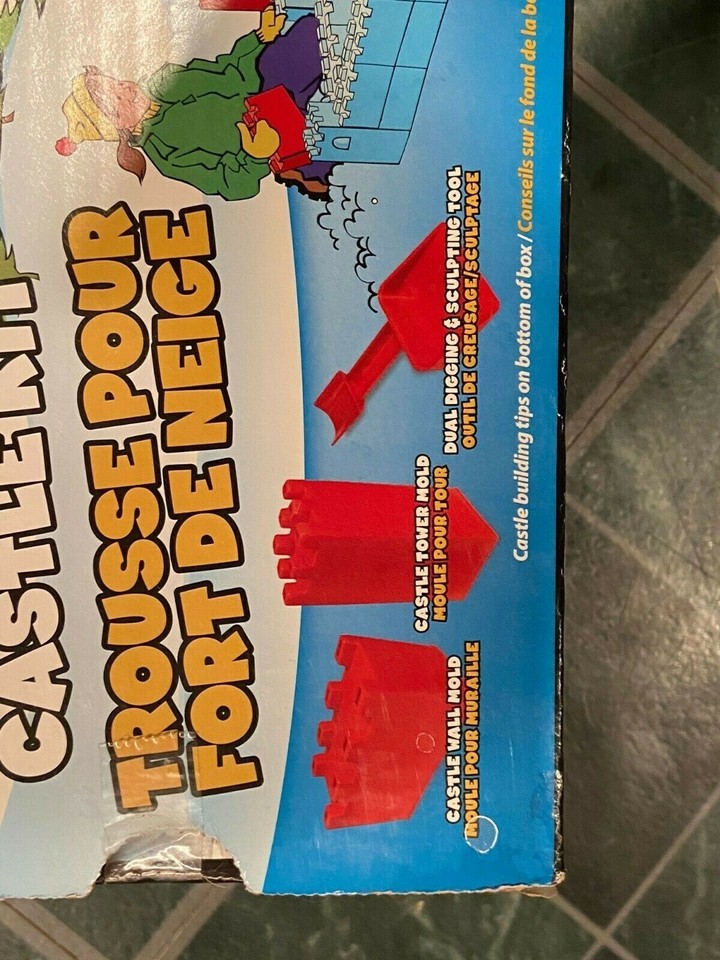 CASTLE KIT
TROUSSE POUR
FORT DE NEIGE
CASTLE WALL MOLD
MOULE POUR MURAILLE
CASTLE TOWER MOLD
MOULE POUR TOUR
DUAL DIGGING & SCULPTING TOOL
OUTIL DE CREUSAGE/SCULPTAGE
Castle building tips on bottom of box / Conseils sur le fond de la